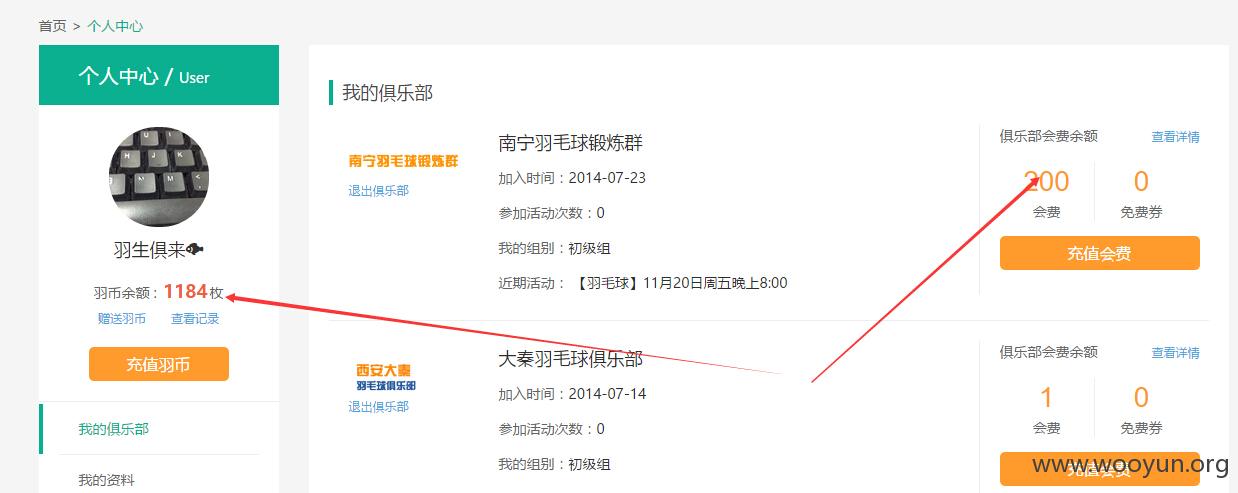 首页 > 个人中心
个人中心 / User
羽生俱来
羽币余额：1184枚
赠送羽币 查看记录
充值羽币
我的俱乐部
我的资料
我的俱乐部
南宁羽毛球锻炼群
退出俱乐部
南宁羽毛球锻炼群
加入时间：2014-07-23
参加活动次数：0
我的组别：初级组
近期活动：【羽毛球】11月20日周五晚上8:00
俱乐部会费余额 查看详情
200 0
会费 免费券
充值会费
西安大秦
羽毛球俱乐部
退出俱乐部
大秦羽毛球俱乐部
加入时间：2014-07-14
参加活动次数：0
我的组别：初级组
俱乐部会费余额 查看详情
1 0
会费 免费券
充值会费
www.wooyun.org